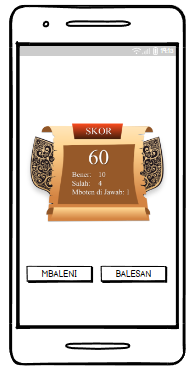 SKOR
60
Bener: 10
Salah: 4
Mboten di Jawab: 1
MBALENI BALESAN